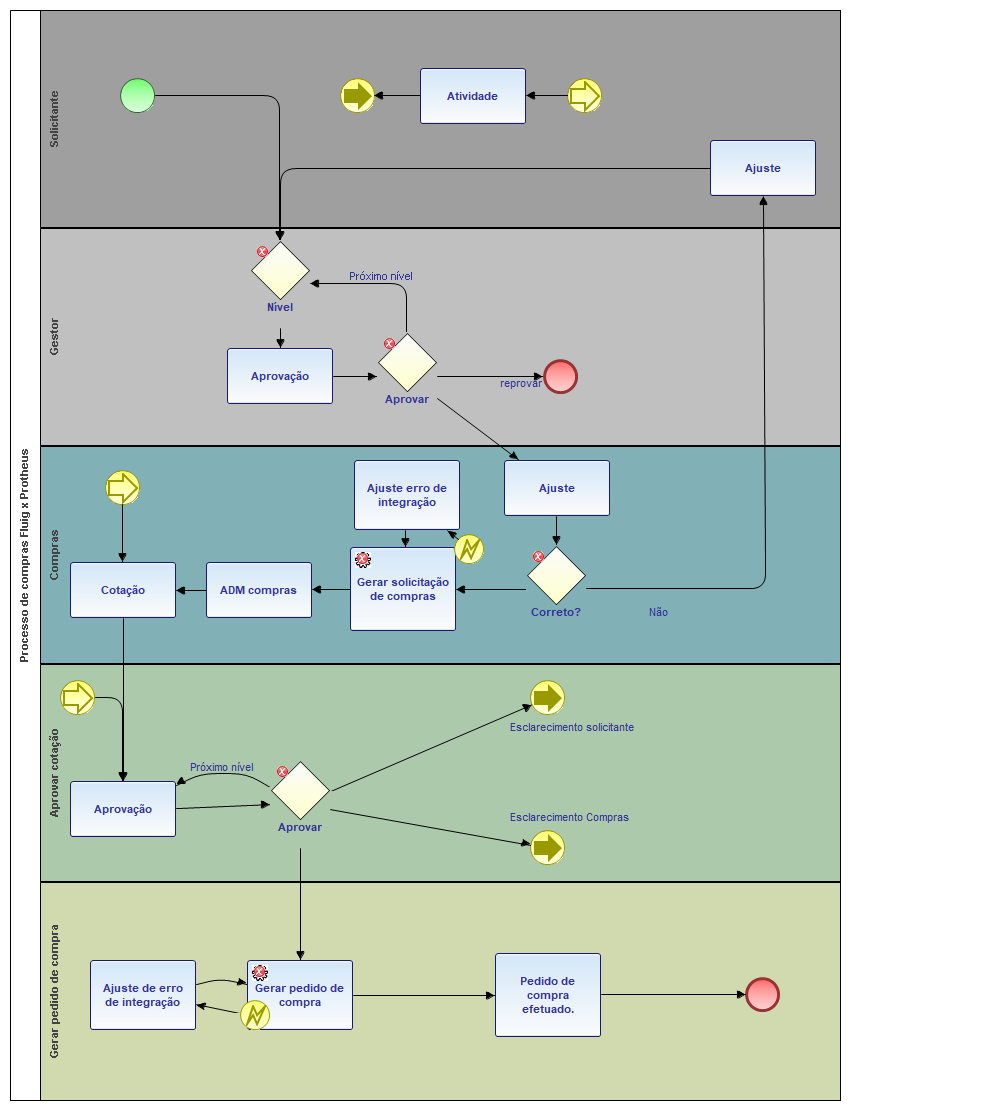 Processo de compras Fluig x Protheus
Solicitante
Atividade
Ajuste
Gestor
Nível
Próximo nível
Aprovação
Aprovar
reprovar
Compras
Ajuste erro de
integração
Ajuste
Cotação
ADM compras
Gerar solicitação
de compras
Correto?
Não
Aprovar cotação
Esclarecimento solicitante
Próximo nível
Aprovação
Aprovar
Esclarecimento Compras
Gerar pedido de compra
Ajuste de erro
de integração
Gerar pedido de
compra
Pedido de
compra
efetuado.